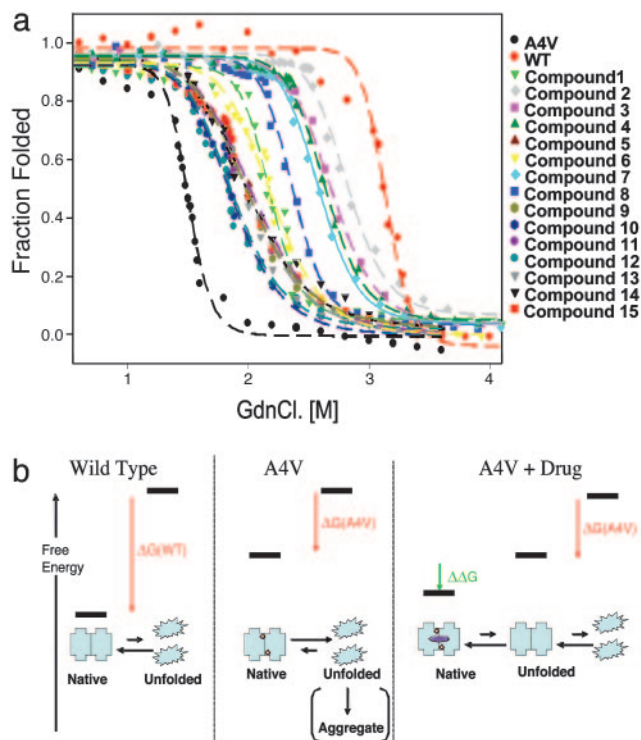 a
1.0
0.8
0.6
0.4
0.2
0.0
Fraction Folded
1 2 3 4
GdnCl. [M]
A4V
WT
Compound1
Compound 2
Compound 3
Compound 4
Compound 5
Compound 6
Compound 7
Compound 8
Compound 9
Compound 10
Compound 11
Compound 12
Compound 13
Compound 14
Compound 15
b
Wild Type
Free
Energy
ΔG(WT)
Native Unfolded
A4V
ΔG(A4V)
Native Unfolded
Aggregate
A4V + Drug
ΔG(A4V)
ΔΔG
Native Unfolded